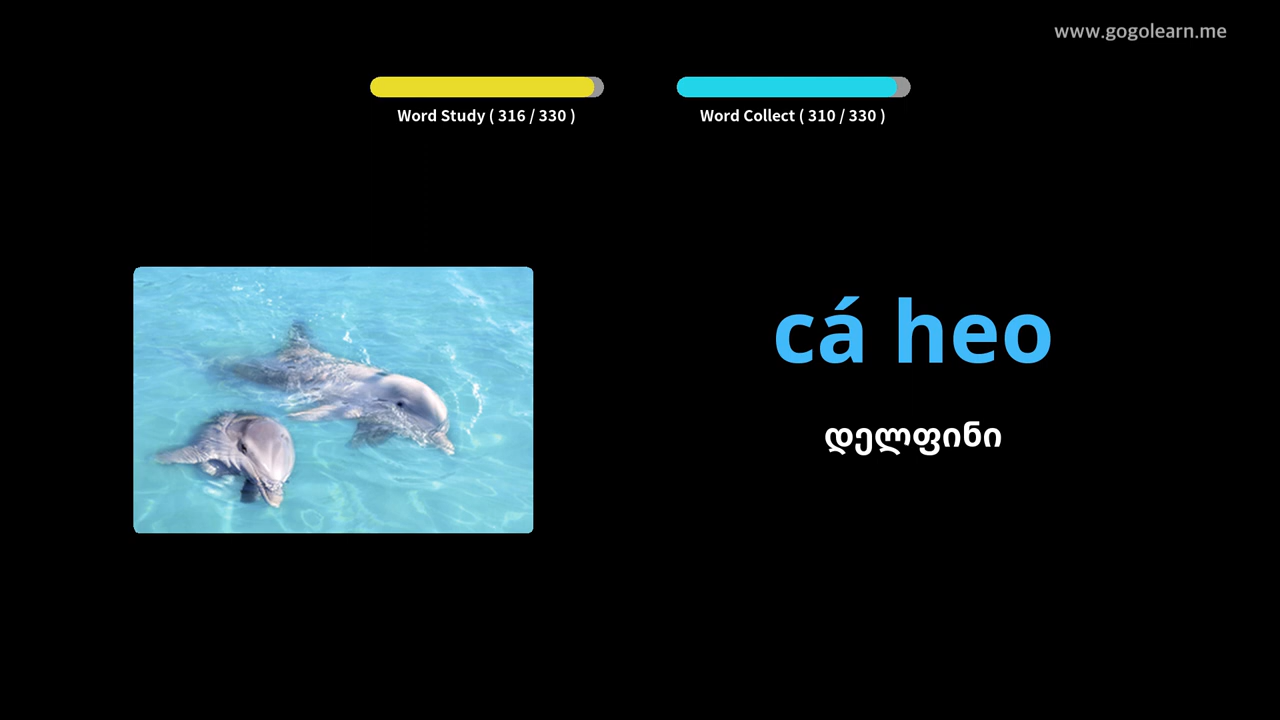 www.gogolearn.me
Word Study ( 316 / 330 )
Word Collect ( 310 / 330 )
cá heo
დელფინი